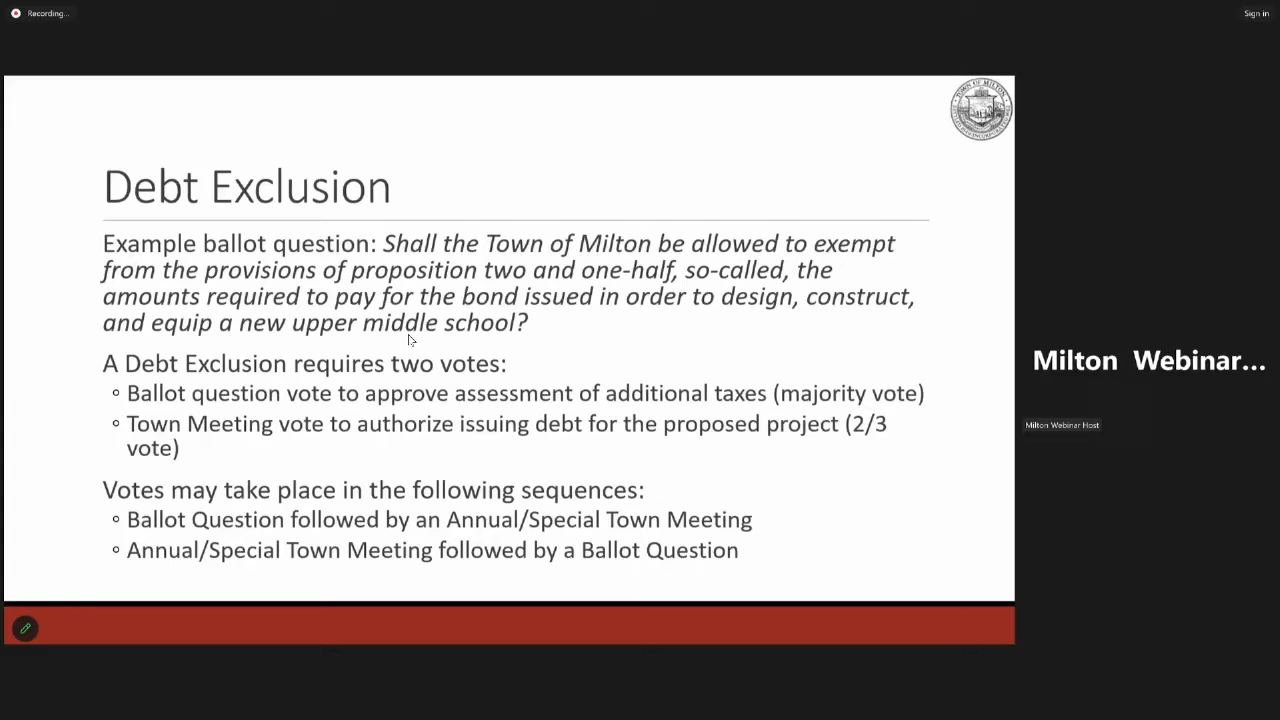 Recording...
Sign in
TOWN OF MILTON
Debt Exclusion
Example ballot question: Shall the Town of Milton be allowed to exempt
from the provisions of proposition two and one-half, so-called, the
amounts required to pay for the bond issued in order to design, construct,
and equip a new upper middle school?
A Debt Exclusion requires two votes:
◦ Ballot question vote to approve assessment of additional taxes (majority vote)
◦ Town Meeting vote to authorize issuing debt for the proposed project (2/3
vote)
Votes may take place in the following sequences:
◦ Ballot Question followed by an Annual/Special Town Meeting
◦ Annual/Special Town Meeting followed by a Ballot Question
Milton Webinar...
Milton Webinar Host